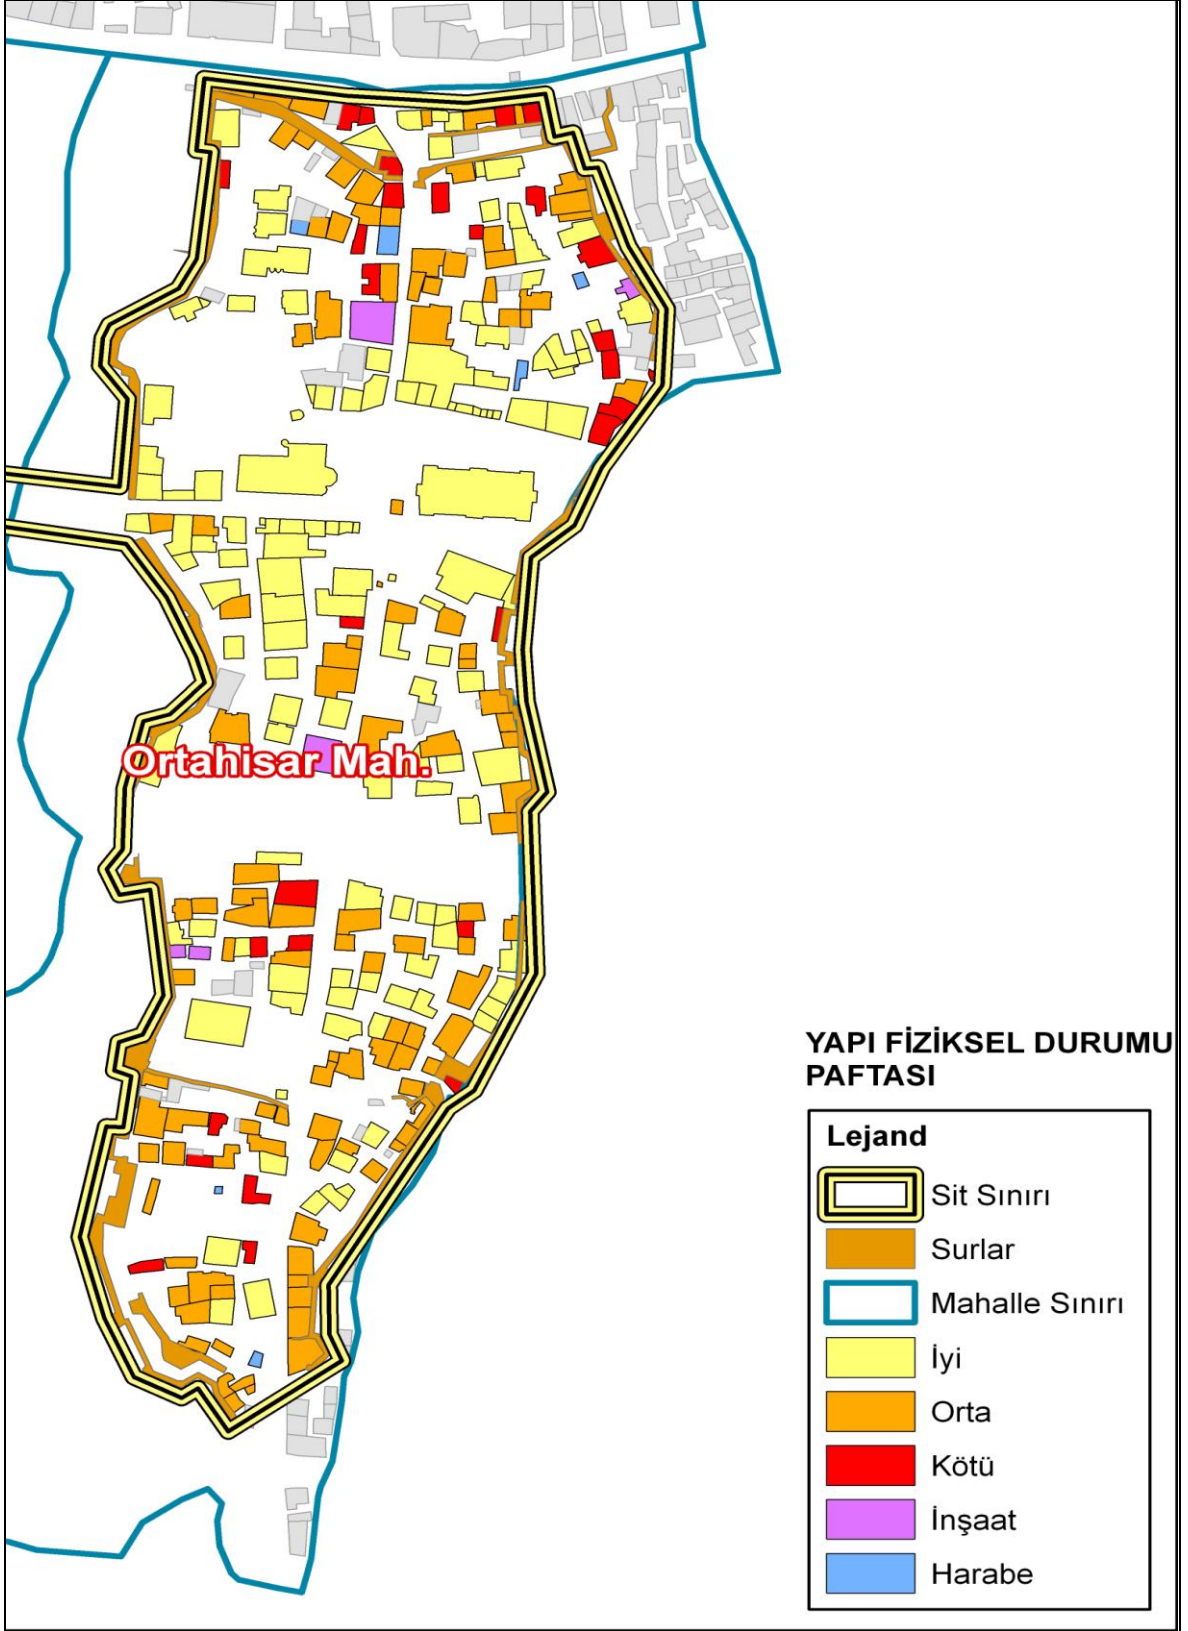 Ortahisar Mah.
YAPI FİZİKSEL DURUMU
PAFTASI
Lejand
Sit Sınırı
Surlar
Mahalle Sınırı
İyi
Orta
Kötü
İnşaat
Harabe